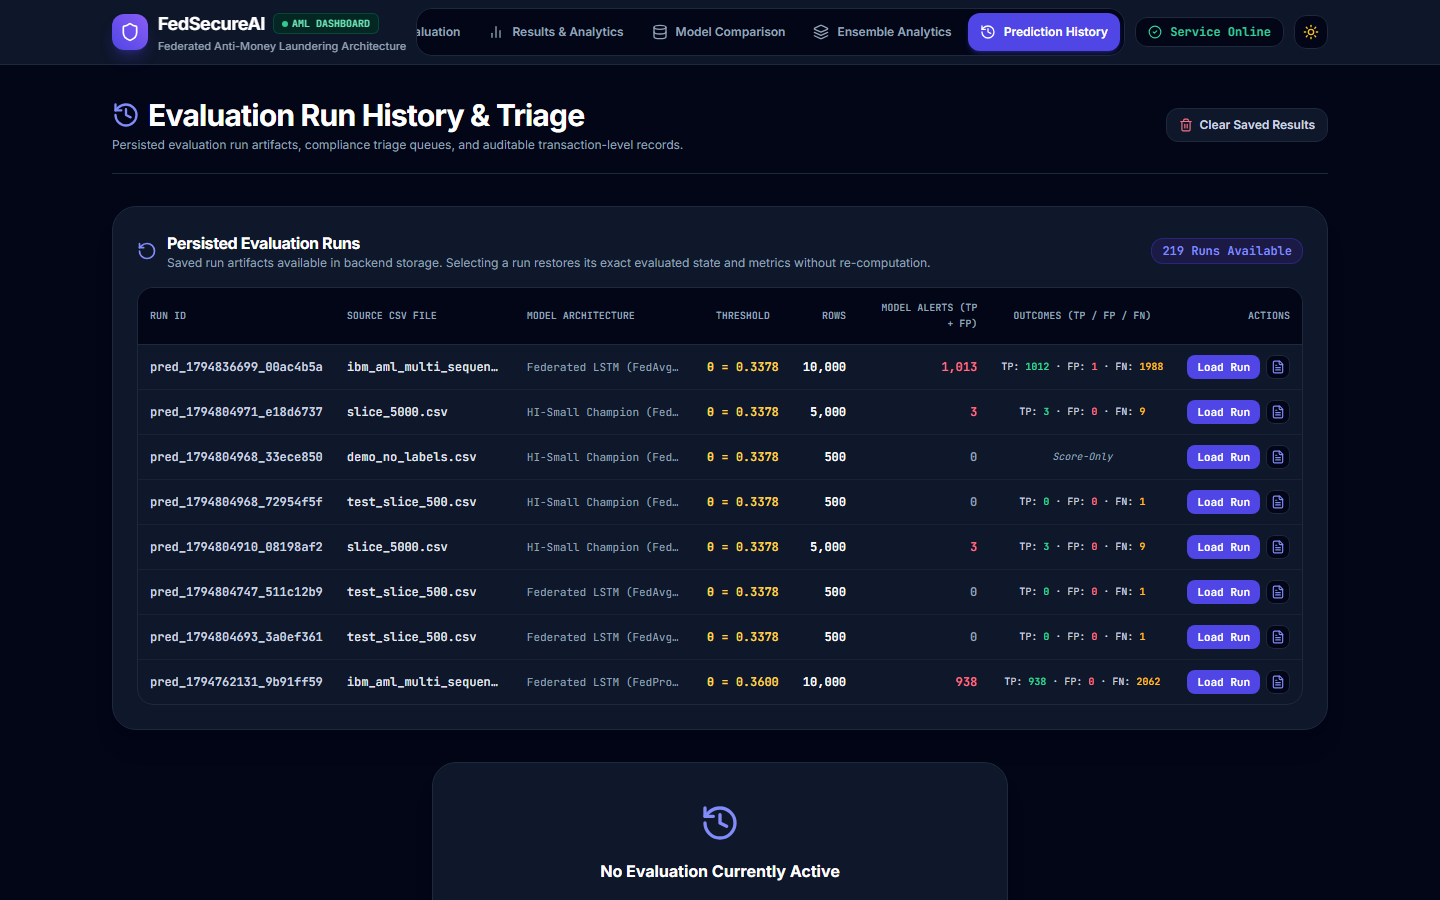 FedSecureAI
AML DASHBOARD
Federated Anti-Money Laundering Architecture
aluation
Results & Analytics
Model Comparison
Ensemble Analytics
Prediction History
Service Online
Evaluation Run History & Triage
Persisted evaluation run artifacts, compliance triage queues, and auditable transaction-level records.
Clear Saved Results
Persisted Evaluation Runs
Saved run artifacts available in backend storage. Selecting a run restores its exact evaluated state and metrics without re-computation.
219 Runs Available
RUN ID SOURCE CSV FILE MODEL ARCHITECTURE THRESHOLD ROWS MODEL ALERTS (TP + FP) OUTCOMES (TP / FP / FN) ACTIONS
pred_1794836699_00ac4b5a ibm_aml_multi_sequen… Federated LSTM (FedAvg… θ = 0.3378 10,000 1,013 TP: 1012 · FP: 1 · FN: 1988 Load Run
pred_1794804971_e18d6737 slice_5000.csv HI-Small Champion (Fed… θ = 0.3378 5,000 3 TP: 3 · FP: 0 · FN: 9 Load Run
pred_1794804968_33ece850 demo_no_labels.csv HI-Small Champion (Fed… θ = 0.3378 500 0 Score-Only Load Run
pred_1794804968_72954f5f test_slice_500.csv HI-Small Champion (Fed… θ = 0.3378 500 0 TP: 0 · FP: 0 · FN: 1 Load Run
pred_1794804910_08198af2 slice_5000.csv HI-Small Champion (Fed… θ = 0.3378 5,000 3 TP: 3 · FP: 0 · FN: 9 Load Run
pred_1794804747_511c12b9 test_slice_500.csv Federated LSTM (FedAvg… θ = 0.3378 500 0 TP: 0 · FP: 0 · FN: 1 Load Run
pred_1794804693_3a0ef361 test_slice_500.csv Federated LSTM (FedAvg… θ = 0.3378 500 0 TP: 0 · FP: 0 · FN: 1 Load Run
pred_1794762131_9b91ff59 ibm_aml_multi_sequen… Federated LSTM (FedPro… θ = 0.3600 10,000 938 TP: 938 · FP: 0 · FN: 2062 Load Run
No Evaluation Currently Active